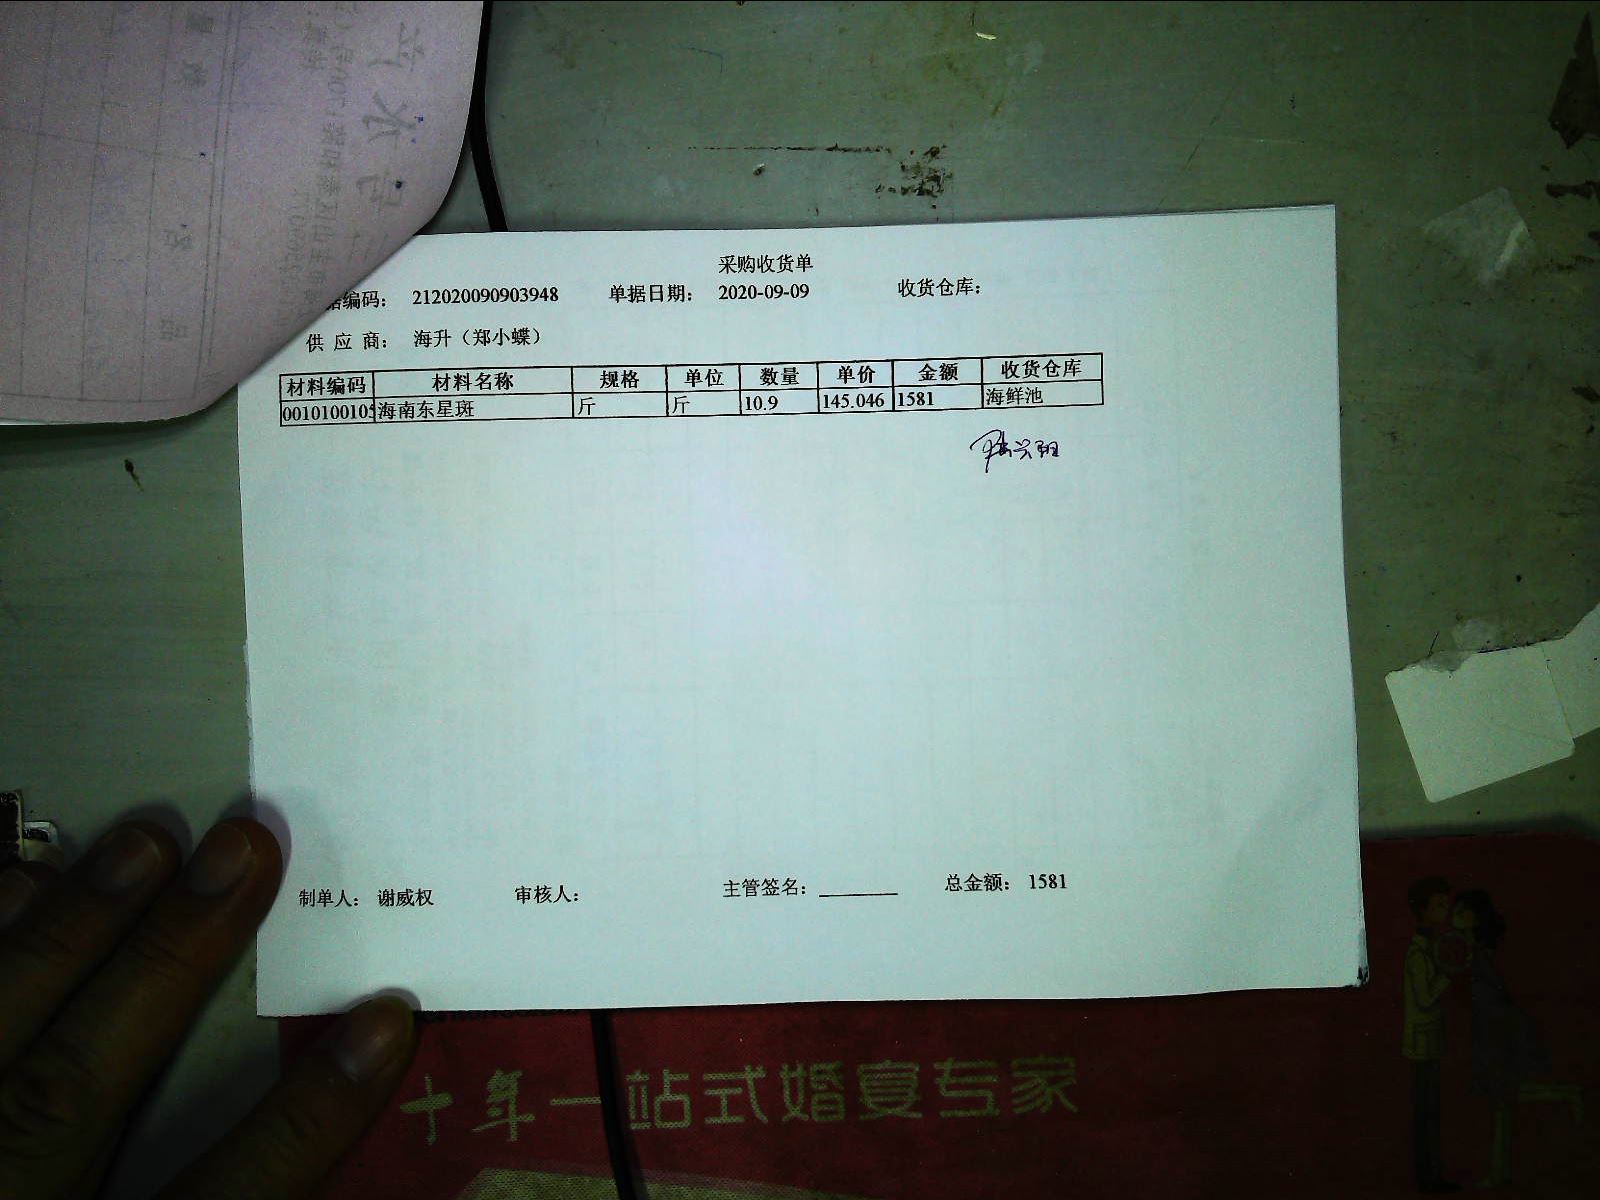 采购收货单
据编码： 212020090903948 单据日期： 2020-09-09 收货仓库：
供 应 商： 海升（郑小蝶）
材料编码 材料名称 规格 单位 数量 单价 金额 收货仓库
0010100105 海南东星斑 斤 斤 10.9 145.046 1581 海鲜池
制单人： 谢威权 审核人： 主管签名： 总金额： 1581
十年一站式婚宴专家